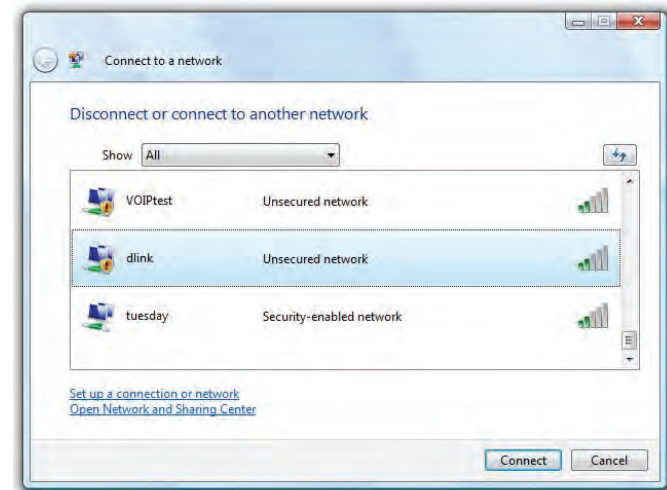 Connect to a network
Disconnect or connect to another network
Show All
VOIPtest Unsecured network
dlink Unsecured network
tuesday Security-enabled network
Set up a connection or network
Open Network and Sharing Center
Connect Cancel